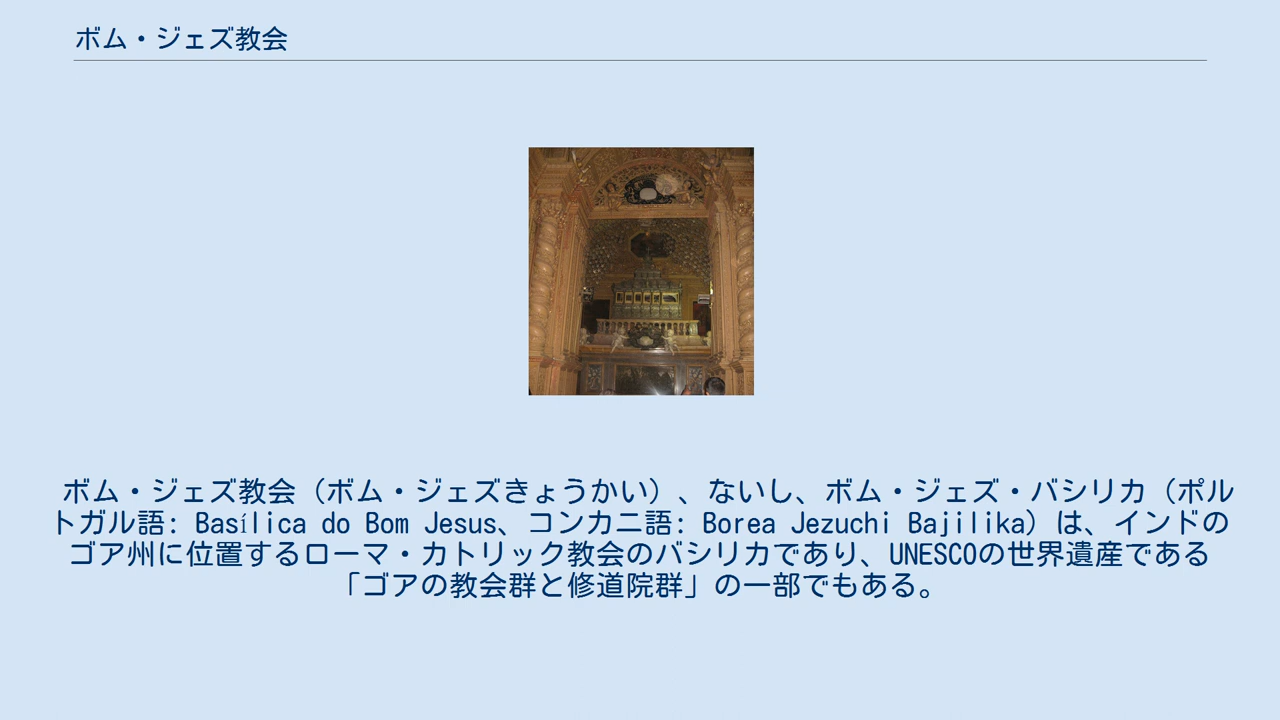 ボム・ジェズ教会
ボム・ジェズ教会（ボム・ジェズきょうかい）、ないし、ボム・ジェズ・バシリカ（ポル
トガル語: Basílica do Bom Jesus、コンカニ語: Borea Jezuchi Bajilika）は、インドの
ゴア州に位置するローマ・カトリック教会のバシリカであり、UNESCOの世界遺産である
「ゴアの教会群と修道院群」の一部でもある。